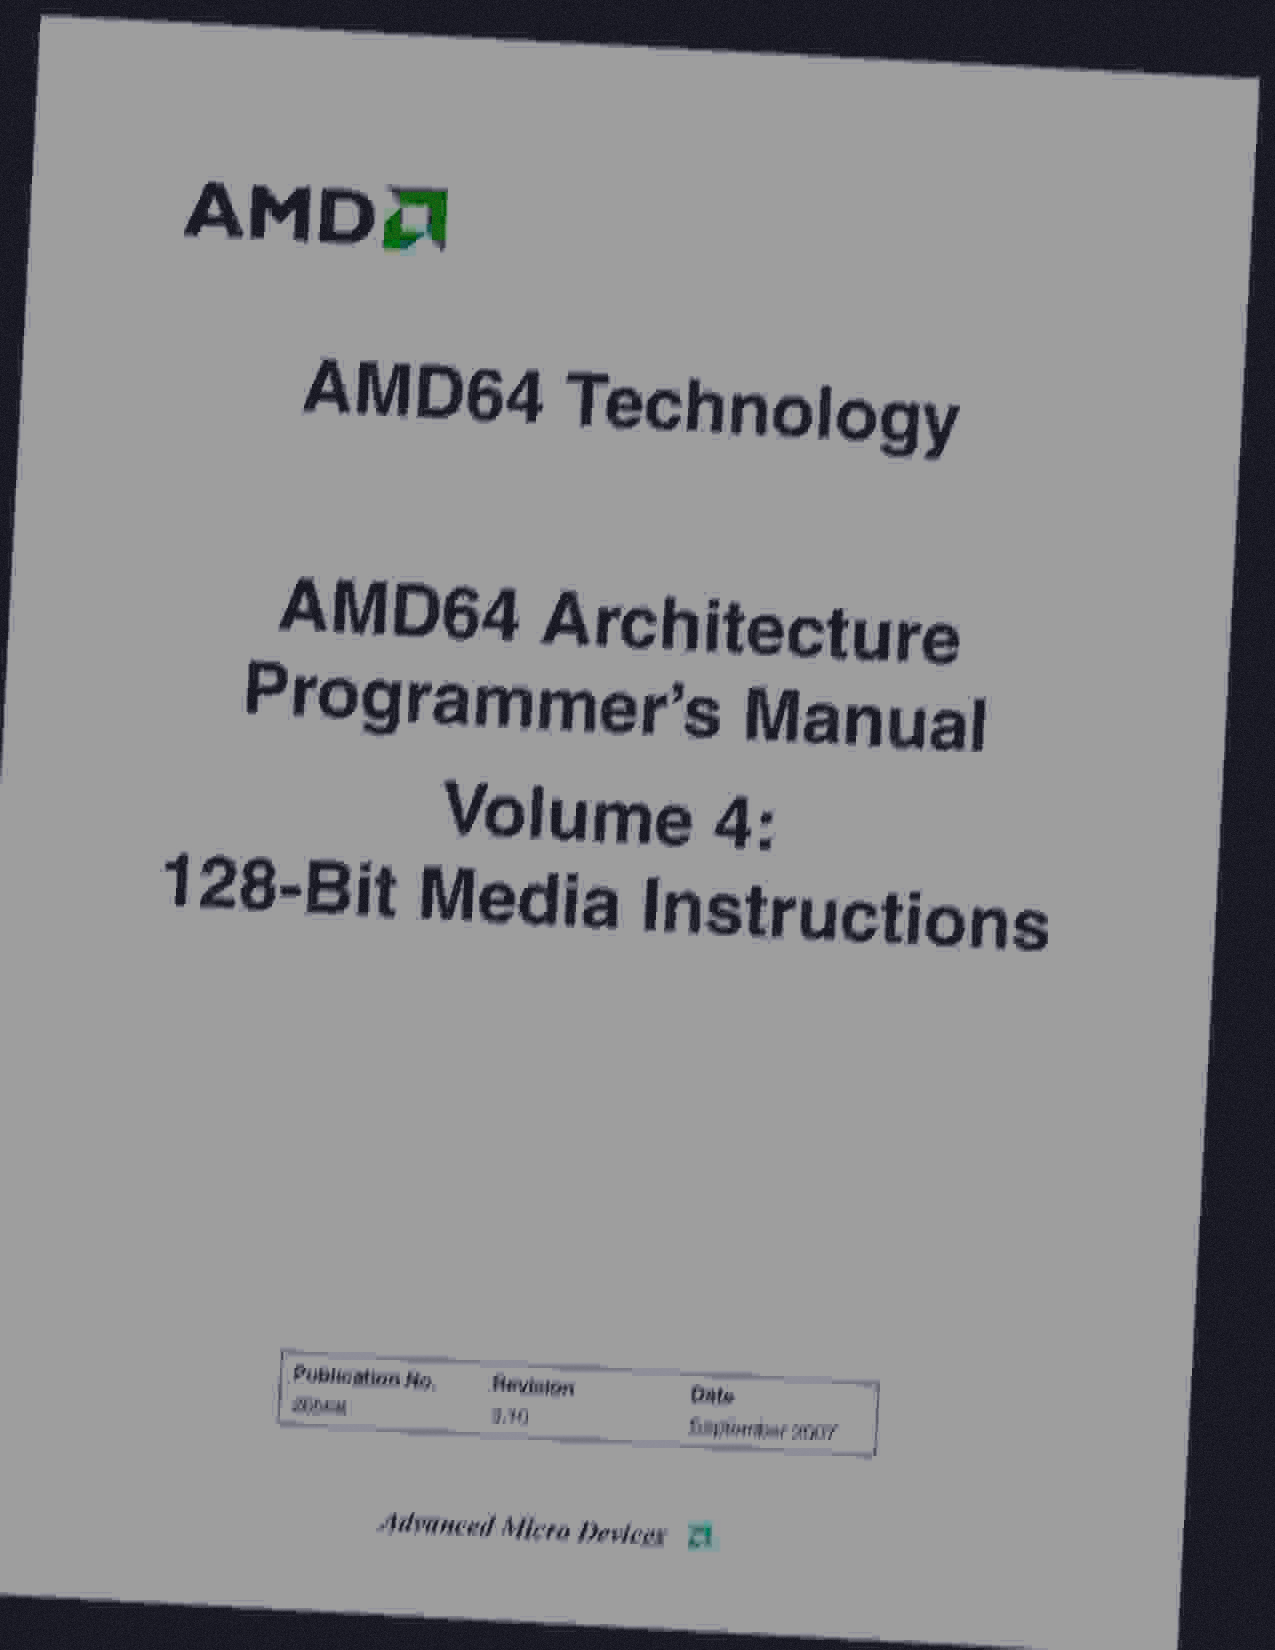 AMD
AMD64 Technology
AMD64 Architecture
Programmer’s Manual
Volume 4:
128-Bit Media Instructions
Publication No. Revision Date
3.10 September 2007
Advanced Micro Devices